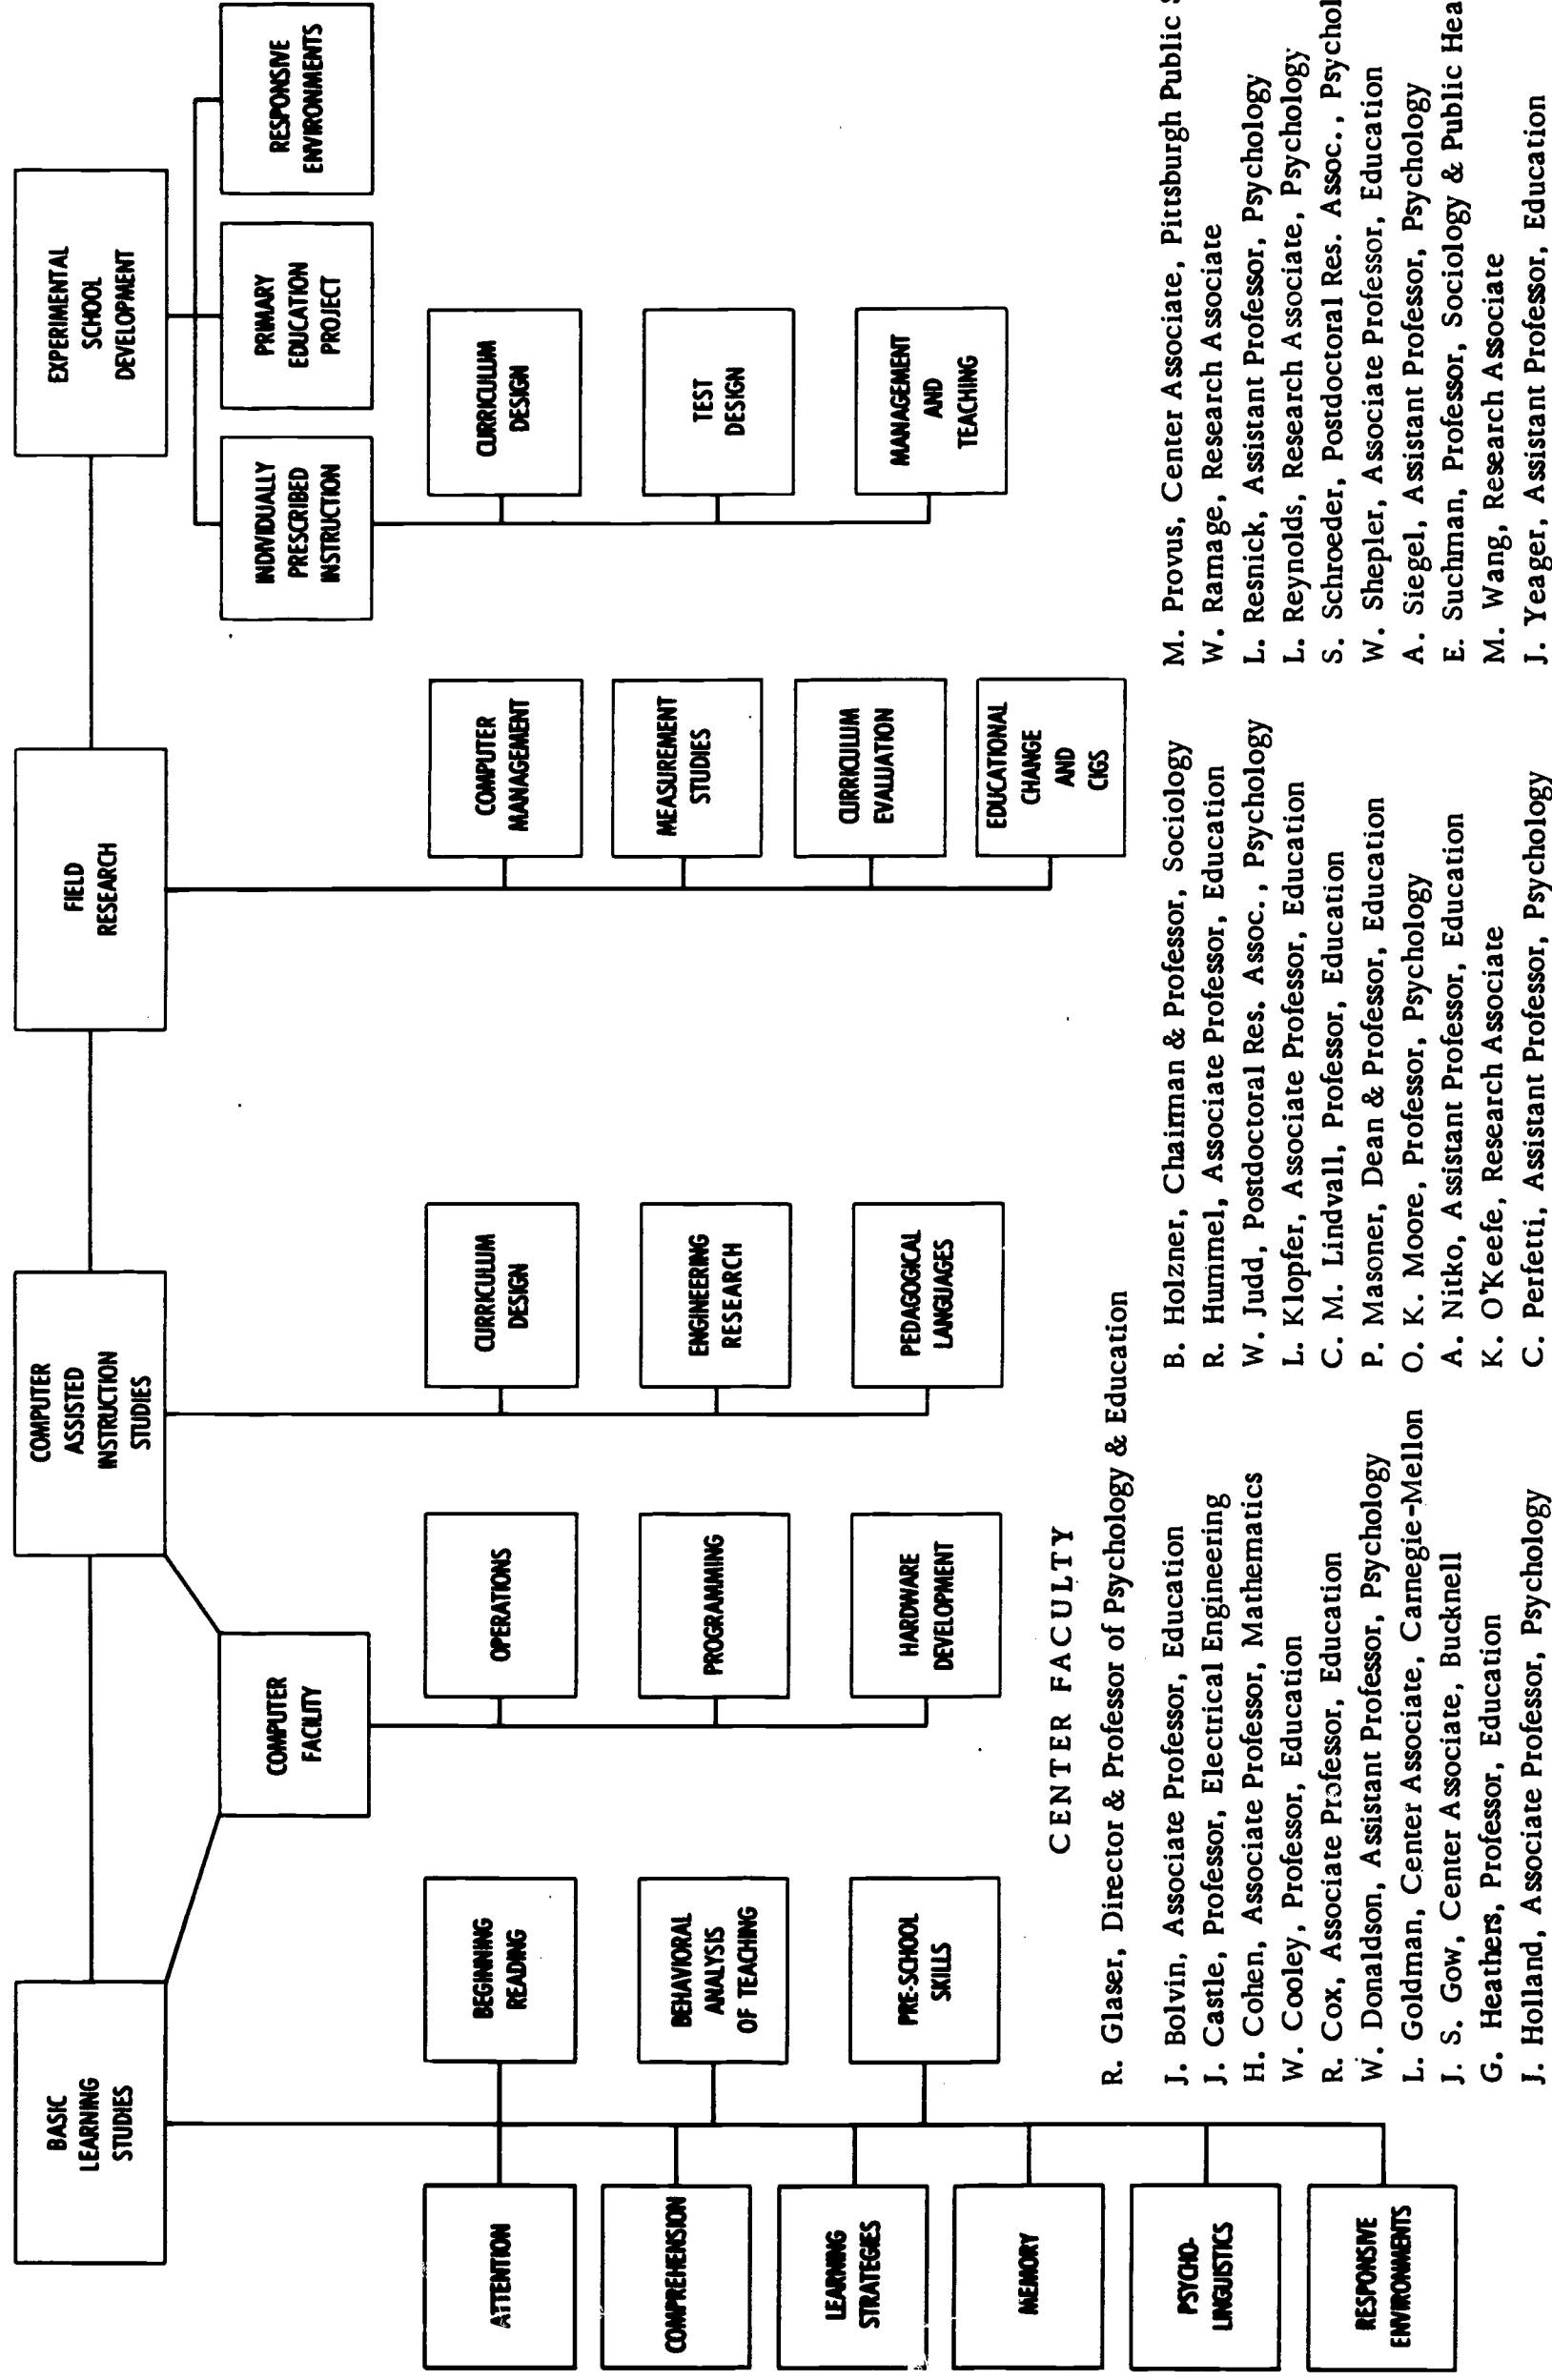 BASIC
LEARNING
STUDIES
COMPUTER
ASSISTED
INSTRUCTION
STUDIES
FIELD
RESEARCH
EXPERIMENTAL
SCHOOL
DEVELOPMENT
COMPUTER
FACILITY
INDIVIDUALLY
PRESCRIBED
INSTRUCTION
PRIMARY
EDUCATION
PROJECT
RESPONSIVE
ENVIRONMENTS
ATTENTION
COMPREHENSION
LEARNING
STRATEGIES
MEMORY
PSYCHO-
LINGUISTICS
RESPONSIVE
ENVIRONMENTS
BEGINNING
READING
BEHAVIORAL
ANALYSIS
OF TEACHING
PRE-SCHOOL
SKILLS
OPERATIONS
PROGRAMMING
HARDWARE
DEVELOPMENT
CURRICULUM
DESIGN
ENGINEERING
RESEARCH
PEDAGOGICAL
LANGUAGES
COMPUTER
MANAGEMENT
MEASUREMENT
STUDIES
CURRICULUM
EVALUATION
EDUCATIONAL
CHANGE
AND
CIGS
CURRICULUM
DESIGN
TEST
DESIGN
MANAGEMENT
AND
TEACHING
CENTER FACULTY
R. Glaser, Director & Professor of Psychology & Education
J. Bolvin, Associate Professor, Education
J. Castle, Professor, Electrical Engineering
H. Cohen, Associate Professor, Mathematics
W. Cooley, Professor, Education
R. Cox, Associate Professor, Education
W. Donaldson, Assistant Professor, Psychology
L. Goldman, Center Associate, Carnegie-Mellon
J. S. Gow, Center Associate, Bucknell
G. Heathers, Professor, Education
J. Holland, Associate Professor, Psychology
B. Holzner, Chairman & Professor, Sociology
R. Hummel, Associate Professor, Education
W. Judd, Postdoctoral Res. Assoc., Psychology
L. Klopfer, Associate Professor, Education
C. M. Lindvall, Professor, Education
P. Masoner, Dean & Professor, Education
O. K. Moore, Professor, Psychology
A. Nitko, Assistant Professor, Education
K. O'Keefe, Research Associate
C. Perfetti, Assistant Professor, Psychology
M. Provus, Center Associate, Pittsburgh Public
W. Ramage, Research Associate
L. Resnick, Assistant Professor, Psychology
L. Reynolds, Research Associate, Psychology
S. Schroeder, Postdoctoral Res. Assoc., Psychol
W. Shepler, Associate Professor, Education
A. Siegel, Assistant Professor, Psychology
E. Suchman, Professor, Sociology & Public Hea
M. Wang, Research Associate
J. Yeager, Assistant Professor, Education